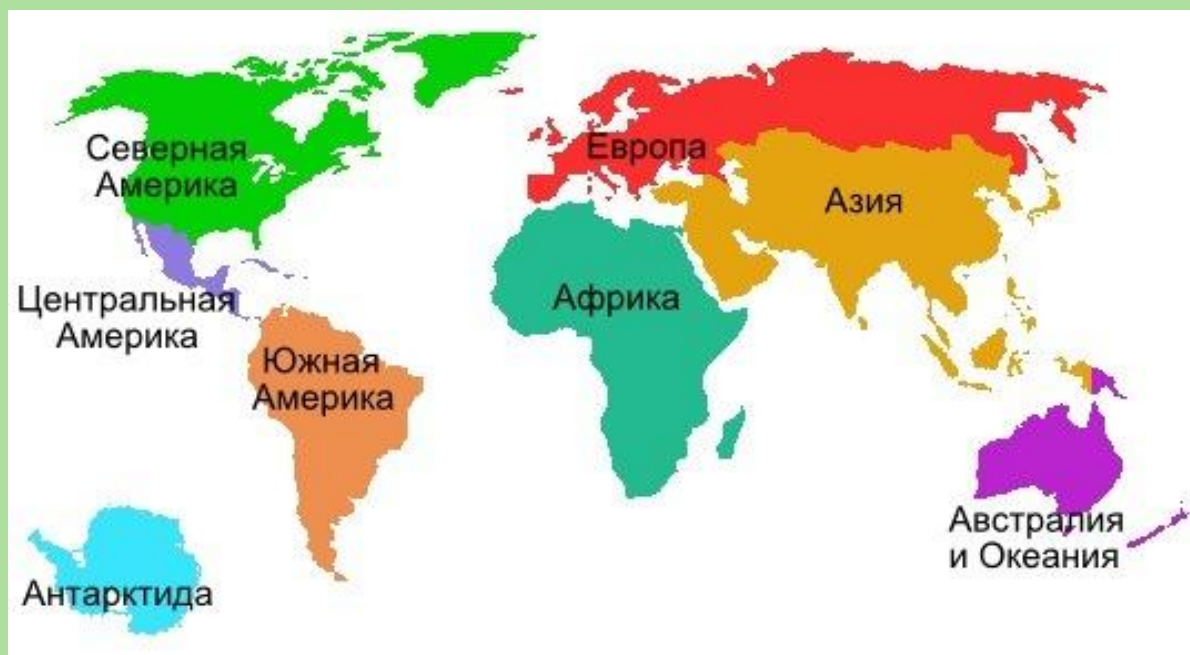 Северная
Америка
Европа
Азия
Центральная
Америка
Африка
Южная
Америка
Австралия
и Океания
Антарктида